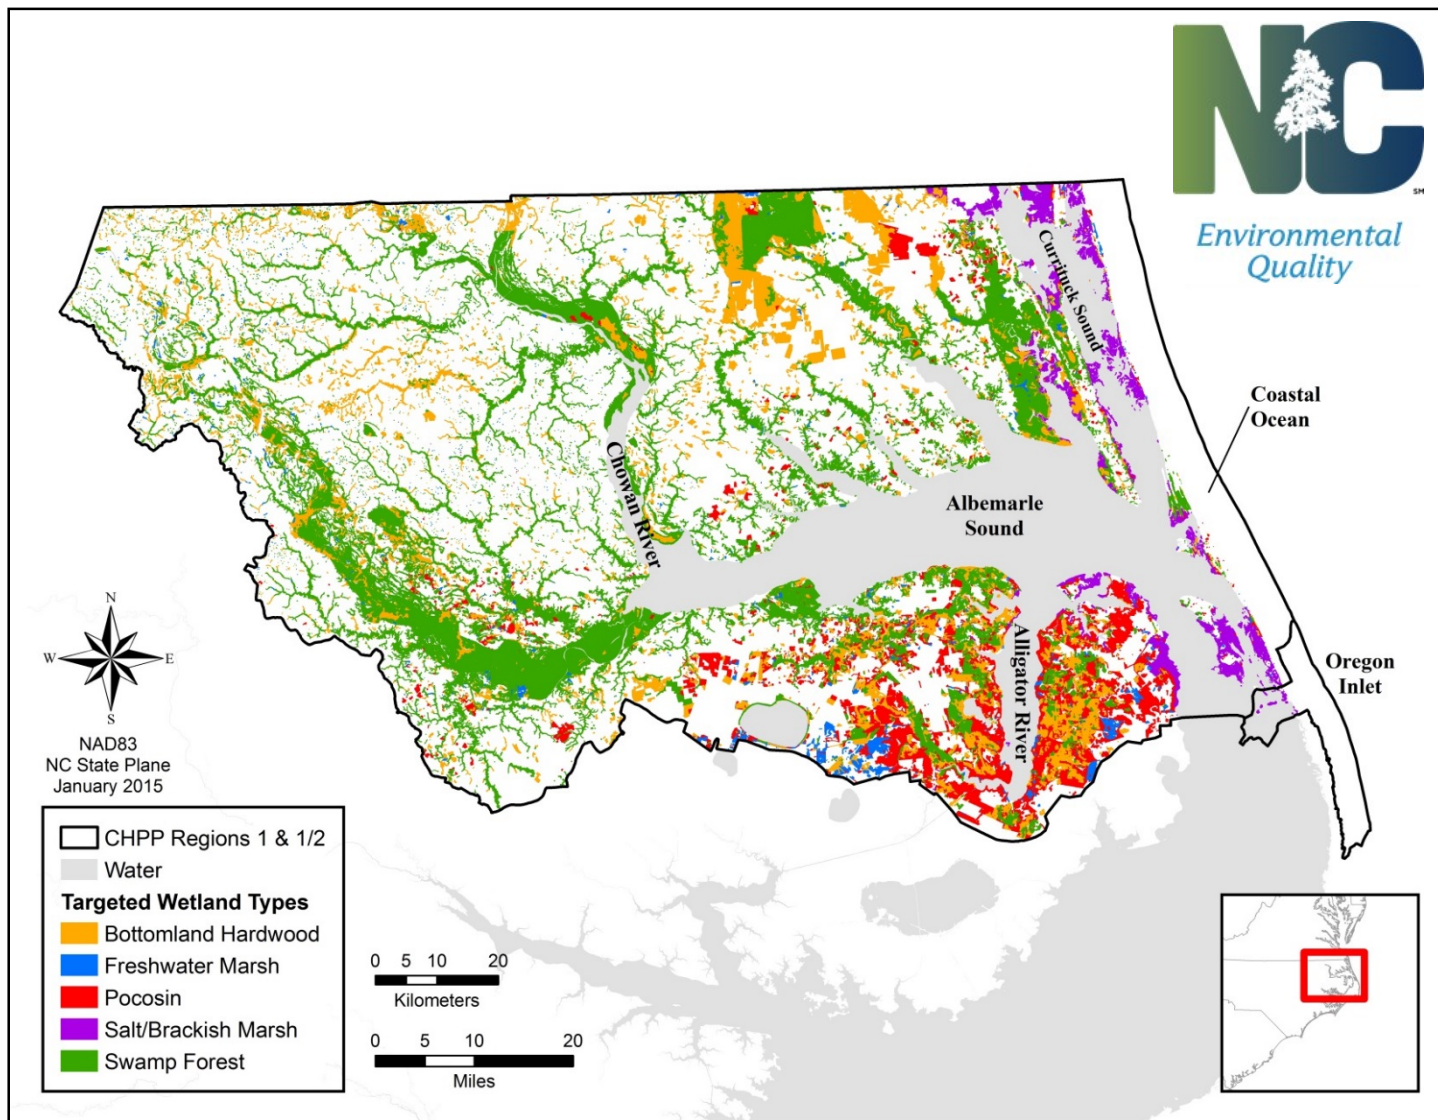 NC
SM
Environmental
Quality
Currituck Sound
Coastal
Ocean
Chowan River
Albemarle
Sound
Alligator River
Oregon
Inlet
N
W
E
S
NAD83
NC State Plane
January 2015
CHPP Regions 1 & 1/2
Water
Targeted Wetland Types
Bottomland Hardwood
Freshwater Marsh
Pocosin
Salt/Brackish Marsh
Swamp Forest
0 5 10 20
Kilometers
0 5 10 20
Miles